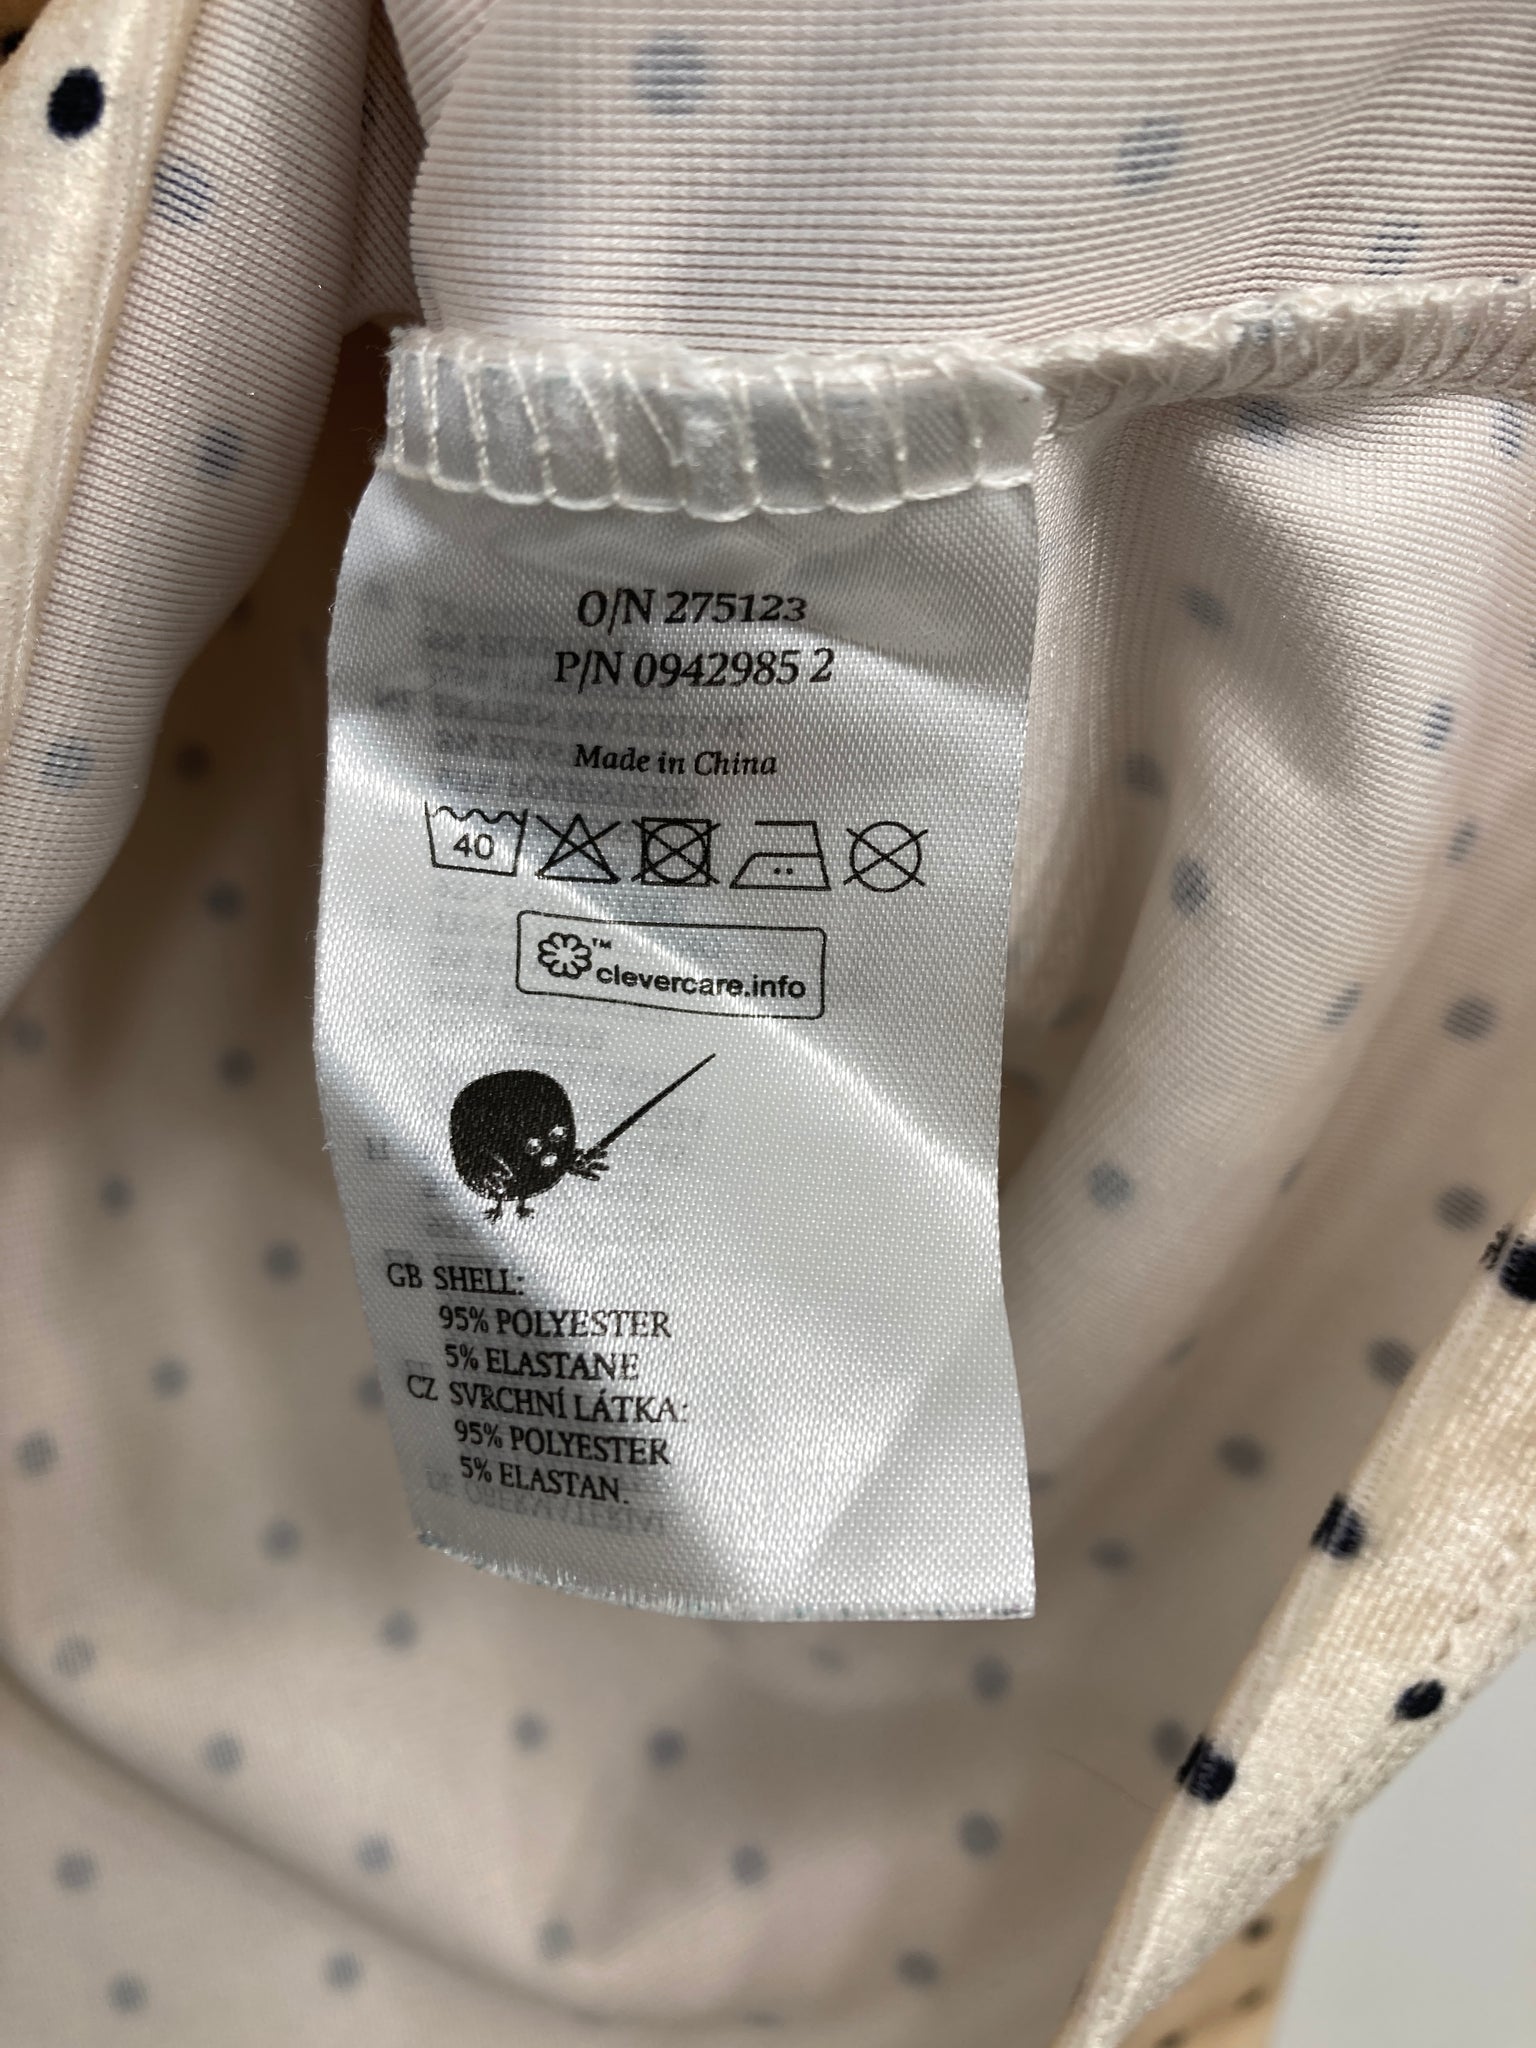 O/N 275123
P/N 0942985 2
Made in China
40
™
clevercare.info
GB SHELL:
95% POLYESTER
5% ELASTANE
CZ SVRCHNÍ LÁTKA:
95% POLYESTER
5% ELASTAN.